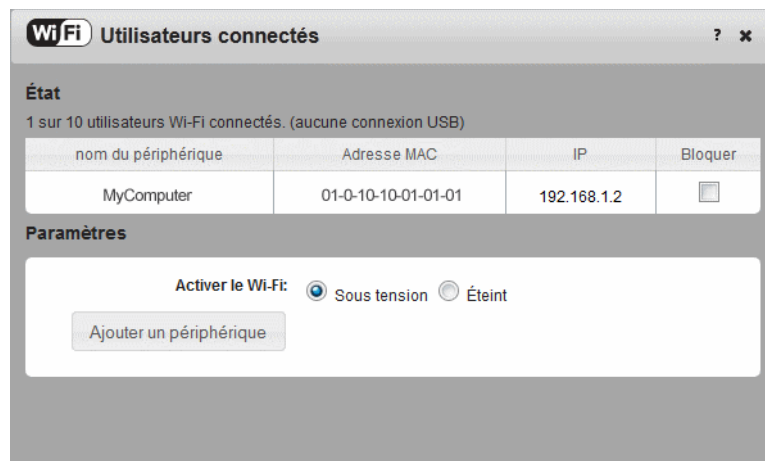 WiFi Utilisateurs connectés ? ✖
État
1 sur 10 utilisateurs Wi-Fi connectés. (aucune connexion USB)
nom du périphérique Adresse MAC IP Bloquer
MyComputer 01-0-10-10-01-01-01 192.168.1.2
Paramètres
Activer le Wi-Fi: Sous tension Éteint
Ajouter un périphérique